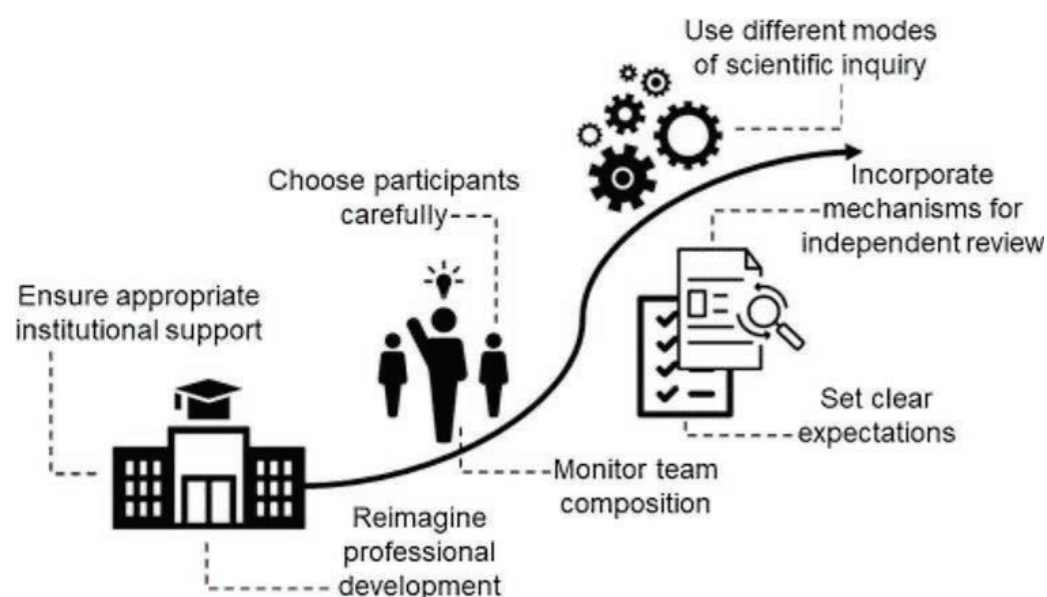 Use different modes
of scientific inquiry
Choose participants
carefully
Incorporate
mechanisms for
independent review
Ensure appropriate
institutional support
Set clear
expectations
Monitor team
composition
Reimagine
professional
development